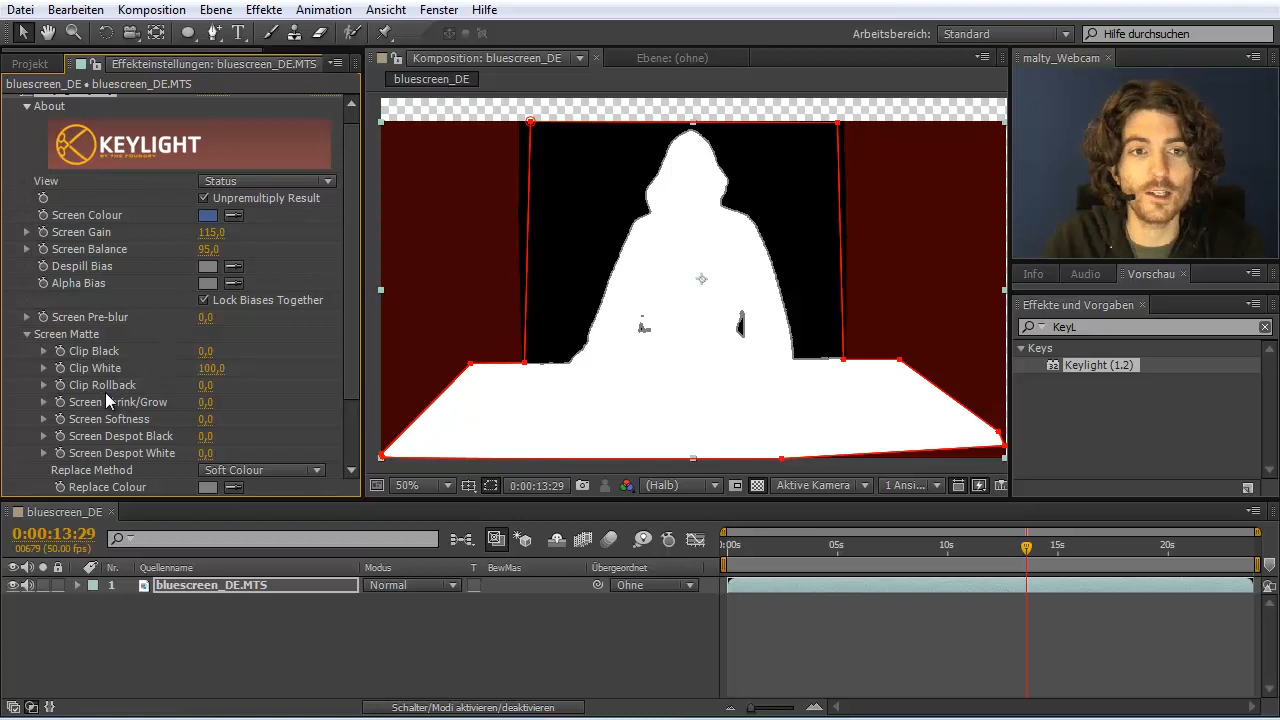 Datei Bearbeiten Komposition Ebene Effekte Animation Ansicht Fenster Hilfe
Arbeitsbereich: Standard Hilfe durchsuchen
Projekt Effekteinstellungen: bluescreen_DE.MTS Komposition: bluescreen_DE Ebene: (ohne) malty_Webcam
bluescreen_DE • bluescreen_DE.MTS bluescreen_DE
About
KEYLIGHT
BY THE FOUNDRY
View Status
Unpremultiply Result
Screen Colour
Screen Gain 115,0
Screen Balance 95,0
Despill Bias
Alpha Bias
Lock Biases Together
Screen Pre-blur 0,0
Screen Matte
Clip Black 0,0
Clip White 100,0
Clip Rollback 0,0
Screen rink/Grow 0,0
Screen Softness 0,0
Screen Despot Black 0,0
Screen Despot White 0,0
Replace Method Soft Colour
Replace Colour
Info Audio Vorschau
Effekte und Vorgaben
KeyL
Keys
32 Keylight (1.2)
50% 0:00:13:29 (Halb) Aktive Kamera 1 Ansi...
bluescreen_DE
0:00:13:29
00679 (50.00 fps)
Nr. Quellenname Modus T BewMas Übergeordnet
1 bluescreen_DE.MTS Normal Ohne
:00s 05s 10s 15s 20s
Schalter/Modi aktivieren/deaktivieren